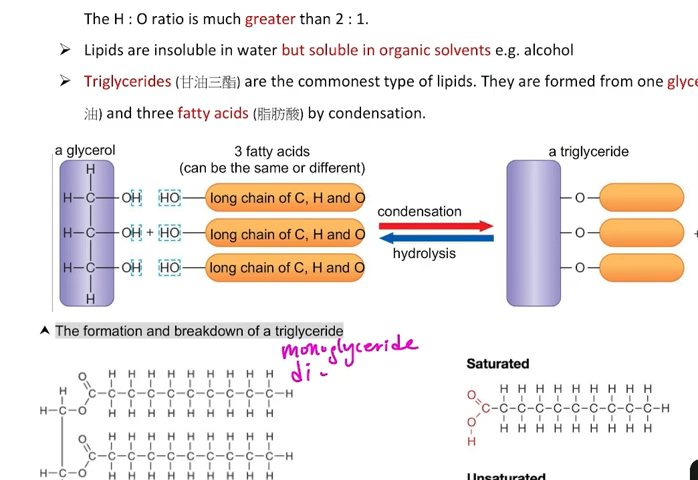 The H : O ratio is much greater than 2 : 1.
➤ Lipids are insoluble in water but soluble in organic solvents e.g. alcohol
➤ Triglycerides (甘油三酯) are the commonest type of lipids. They are formed from one glyce
油) and three fatty acids (脂肪酸) by condensation.
a glycerol
3 fatty acids
(can be the same or different)
a triglyceride
H
H–C–OH HO–long chain of C, H and O
H–C–OH + HO–long chain of C, H and O
H–C–OH HO–long chain of C, H and O
H
condensation
hydrolysis
–O–
–O–
–O–
+
The formation and breakdown of a triglyceride
monoglyceride
di -
O H H H H H H H H H
H C–C–C–C–C–C–C–C–C–C–H
H–C–O H H H H H H H H H
O H H H H H H H H H
C–C–C–C–C–C–C–C–C–C–H
H–C–O H H H H H H H H H
Saturated
O H H H H H H H H H
C–C–C–C–C–C–C–C–C–C–H
O H H H H H H H H H
H
Unsaturated